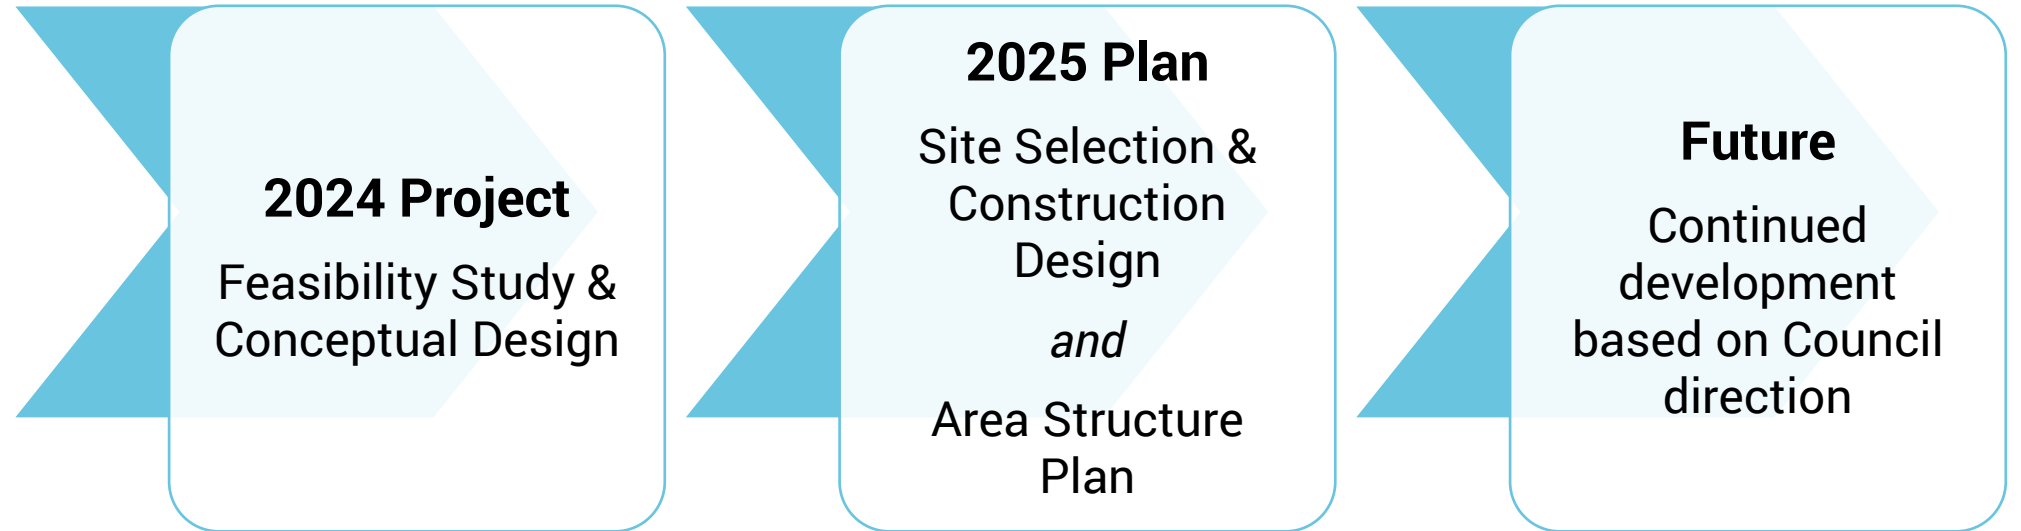 2024 Project
Feasibility Study &
Conceptual Design
2025 Plan
Site Selection &
Construction
Design
and
Area Structure
Plan
Future
Continued
development
based on Council
direction